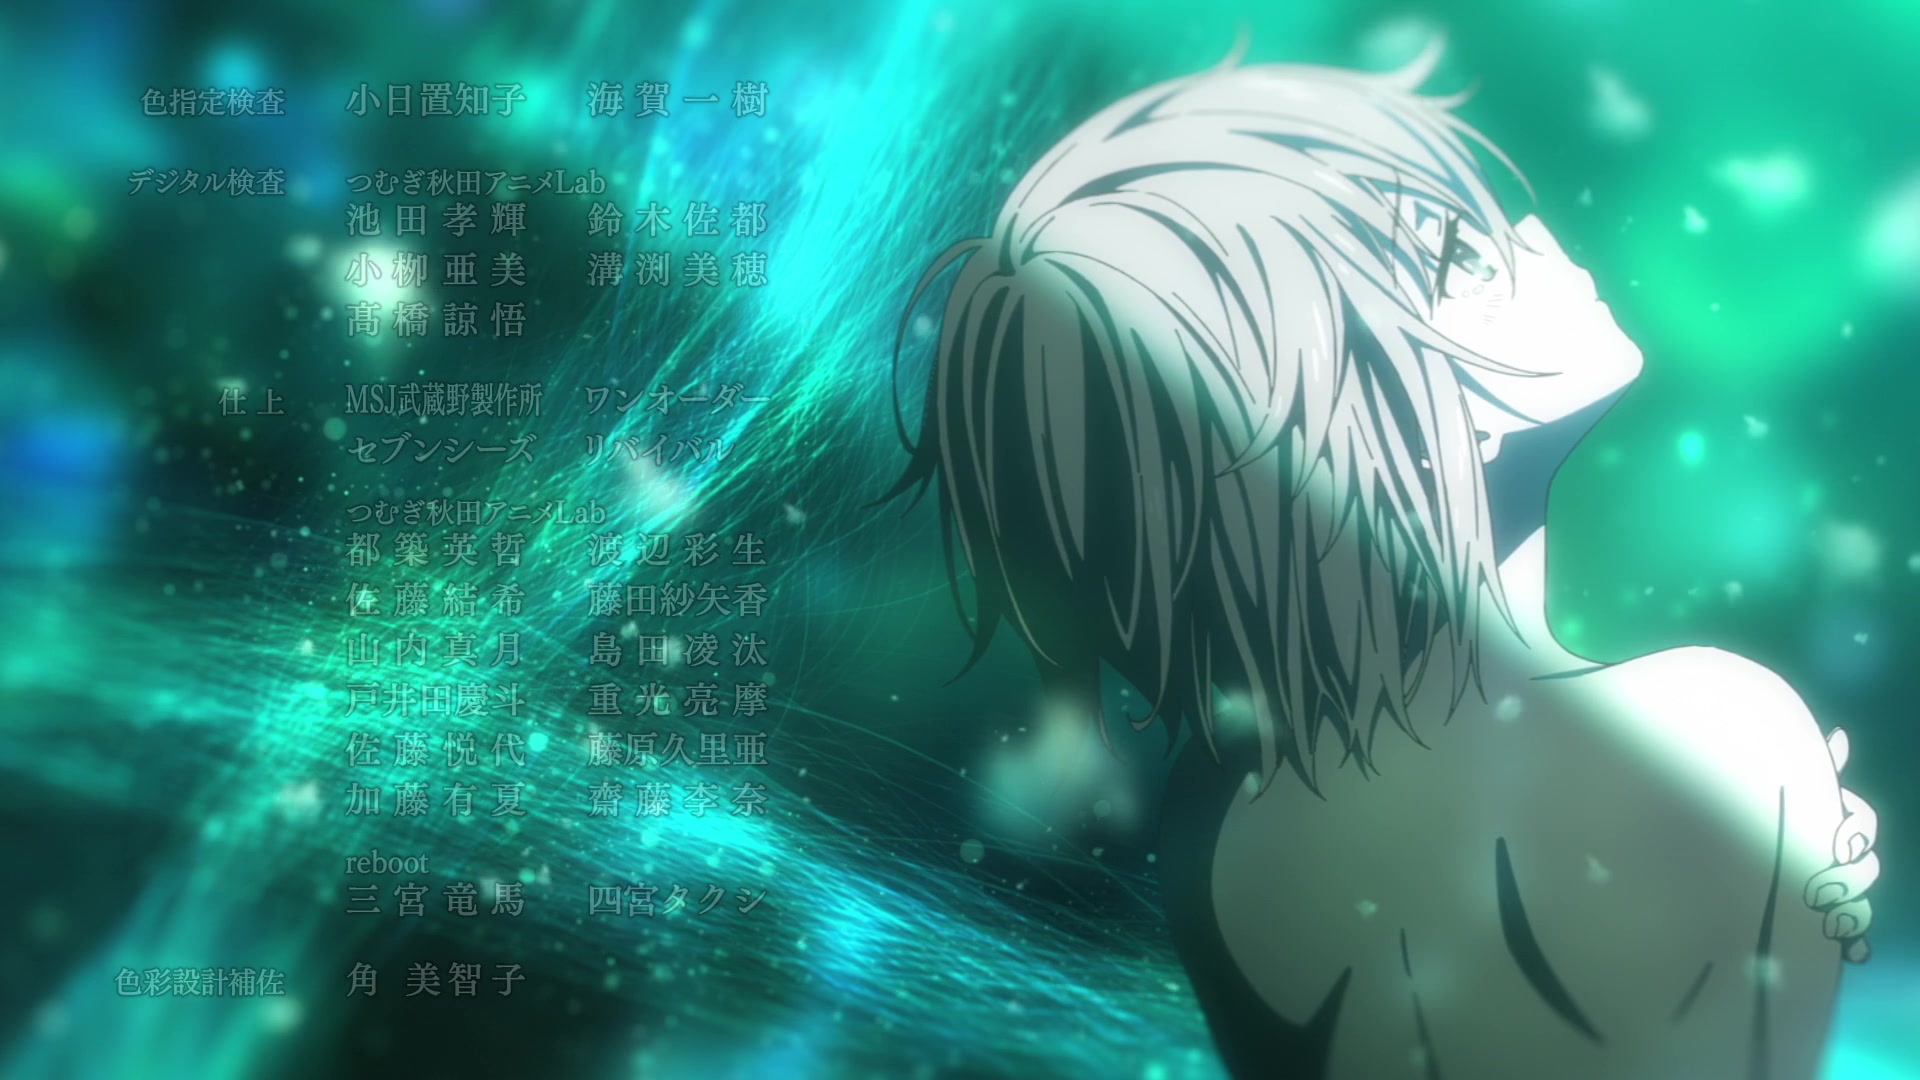 色指定検査 小日置知子 海賀一樹
デジタル検査 つむぎ秋田アニメLab
池田孝輝 鈴木佐都
小栁亜美 溝渕美穂
髙橋諒悟
仕上 MSJ武蔵野製作所 ワンオーダー
セブンシーズ リバイバル
つむぎ秋田アニメLab
都築英哲 渡辺彩生
佐藤結希 藤田紗矢香
山内真月 島田凌汰
戸井田慶斗 重光亮摩
佐藤悦代 藤原久里亜
加藤有夏 齋藤李奈
reboot
三宮竜馬 四宮タクシ
色彩設計補佐 角美智子